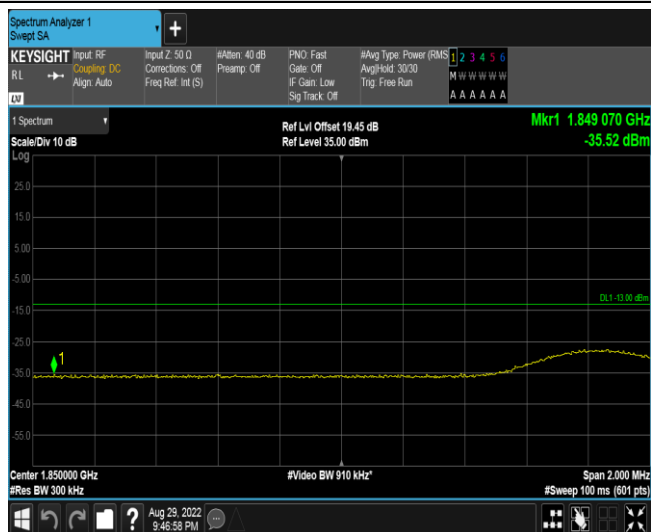 Spectrum Analyzer 1
Swept SA
+
KEYSIGHT
RL
LXI
Input: RF
Coupling: DC
Align: Auto
Input Z: 50 Ω
Corrections: Off
Freq Ref: Int (S)
#Atten: 40 dB
Preamp: Off
PNO: Fast
Gate: Off
IF Gain: Low
Sig Track: Off
#Avg Type: Power (RMS
Avg|Hold: 30/30
Trig: Free Run
1 2 3 4 5 6
M W W W W W
A A A A A A
1 Spectrum
Scale/Div 10 dB
Ref Lvl Offset 19.45 dB
Ref Level 35.00 dBm
Mkr1 1.849 070 GHz
-35.52 dBm
Log
25.0
15.0
5.00
-5.00
DL1 -13.00 dBm
-15.0
-25.0
1
-35.0
-45.0
-55.0
Center 1.850000 GHz
#Res BW 300 kHz
#Video BW 910 kHz*
Span 2.000 MHz
#Sweep 100 ms (601 pts)
?
Aug 29, 2022
9:46:58 PM